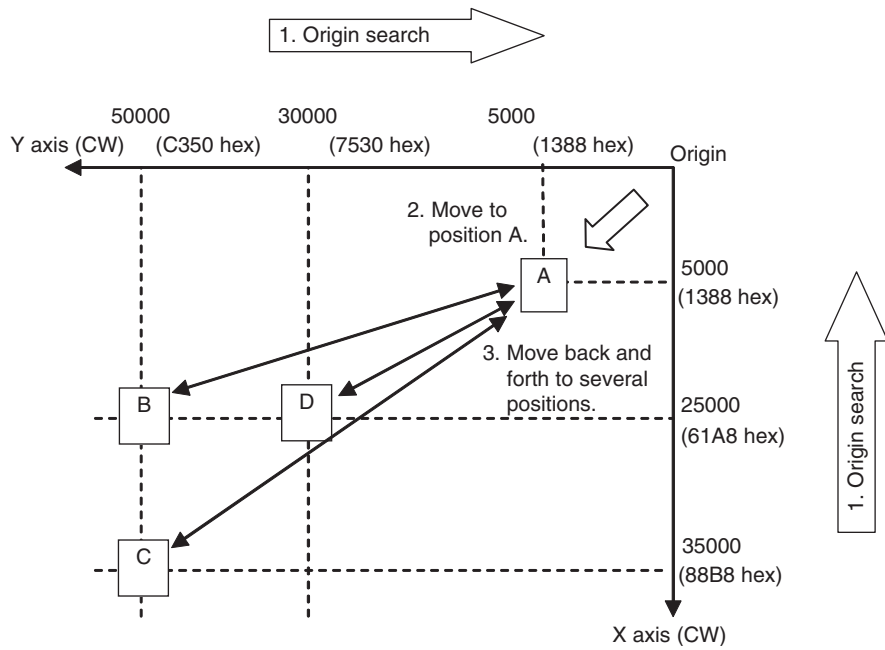 1. Origin search
50000
30000
5000
Y axis (CW)
(C350 hex)
(7530 hex)
(1388 hex)
Origin
2. Move to
position A.
A
5000
(1388 hex)
3. Move back and
forth to several
positions.
B
D
25000
(61A8 hex)
1. Origin search
C
35000
(88B8 hex)
X axis (CW)